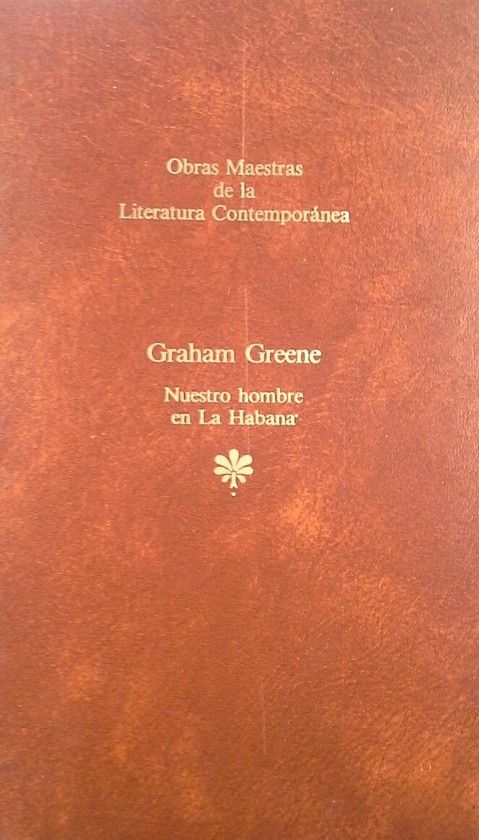 Obras Maestras
de la
Literatura Contemporánea
Graham Greene
Nuestro hombre
en La Habana